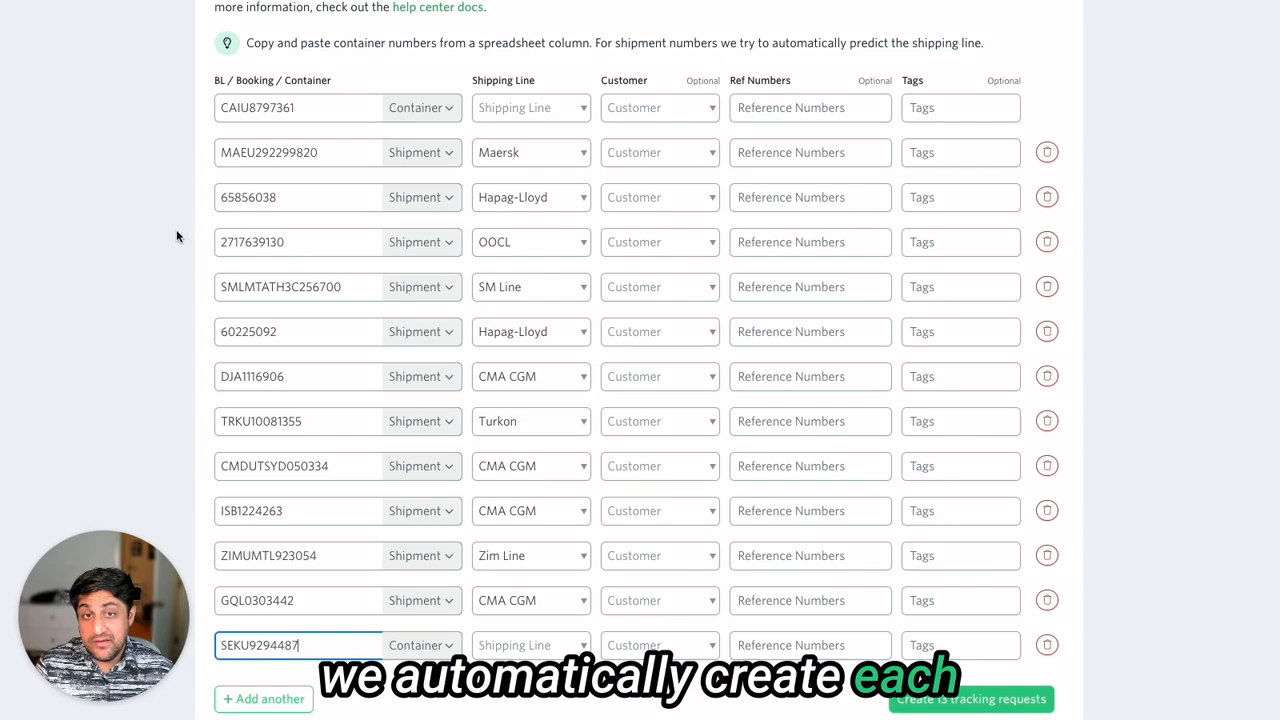 more information, check out the help center docs.
Copy and paste container numbers from a spreadsheet column. For shipment numbers we try to automatically predict the shipping line.
BL / Booking / Container Shipping Line Customer Optional Ref Numbers Optional Tags Optional
CAIU8797361 Container Shipping Line Customer Reference Numbers Tags
MAEU292299820 Shipment Maersk Customer Reference Numbers Tags
65856038 Shipment Hapag-Lloyd Customer Reference Numbers Tags
2717639130 Shipment OOCL Customer Reference Numbers Tags
SMLMTATH3C256700 Shipment SM Line Customer Reference Numbers Tags
60225092 Shipment Hapag-Lloyd Customer Reference Numbers Tags
DJA1116906 Shipment CMA CGM Customer Reference Numbers Tags
TRKU10081355 Shipment Turkon Customer Reference Numbers Tags
CMDUTSYD050334 Shipment CMA CGM Customer Reference Numbers Tags
ISB1224263 Shipment CMA CGM Customer Reference Numbers Tags
ZIMUMTL923054 Shipment Zim Line Customer Reference Numbers Tags
GQL0303442 Shipment CMA CGM Customer Reference Numbers Tags
SEKU9294487 Container Shipping Line Customer Reference Numbers Tags
we automatically create each
+ Add another Create 13 tracking requests